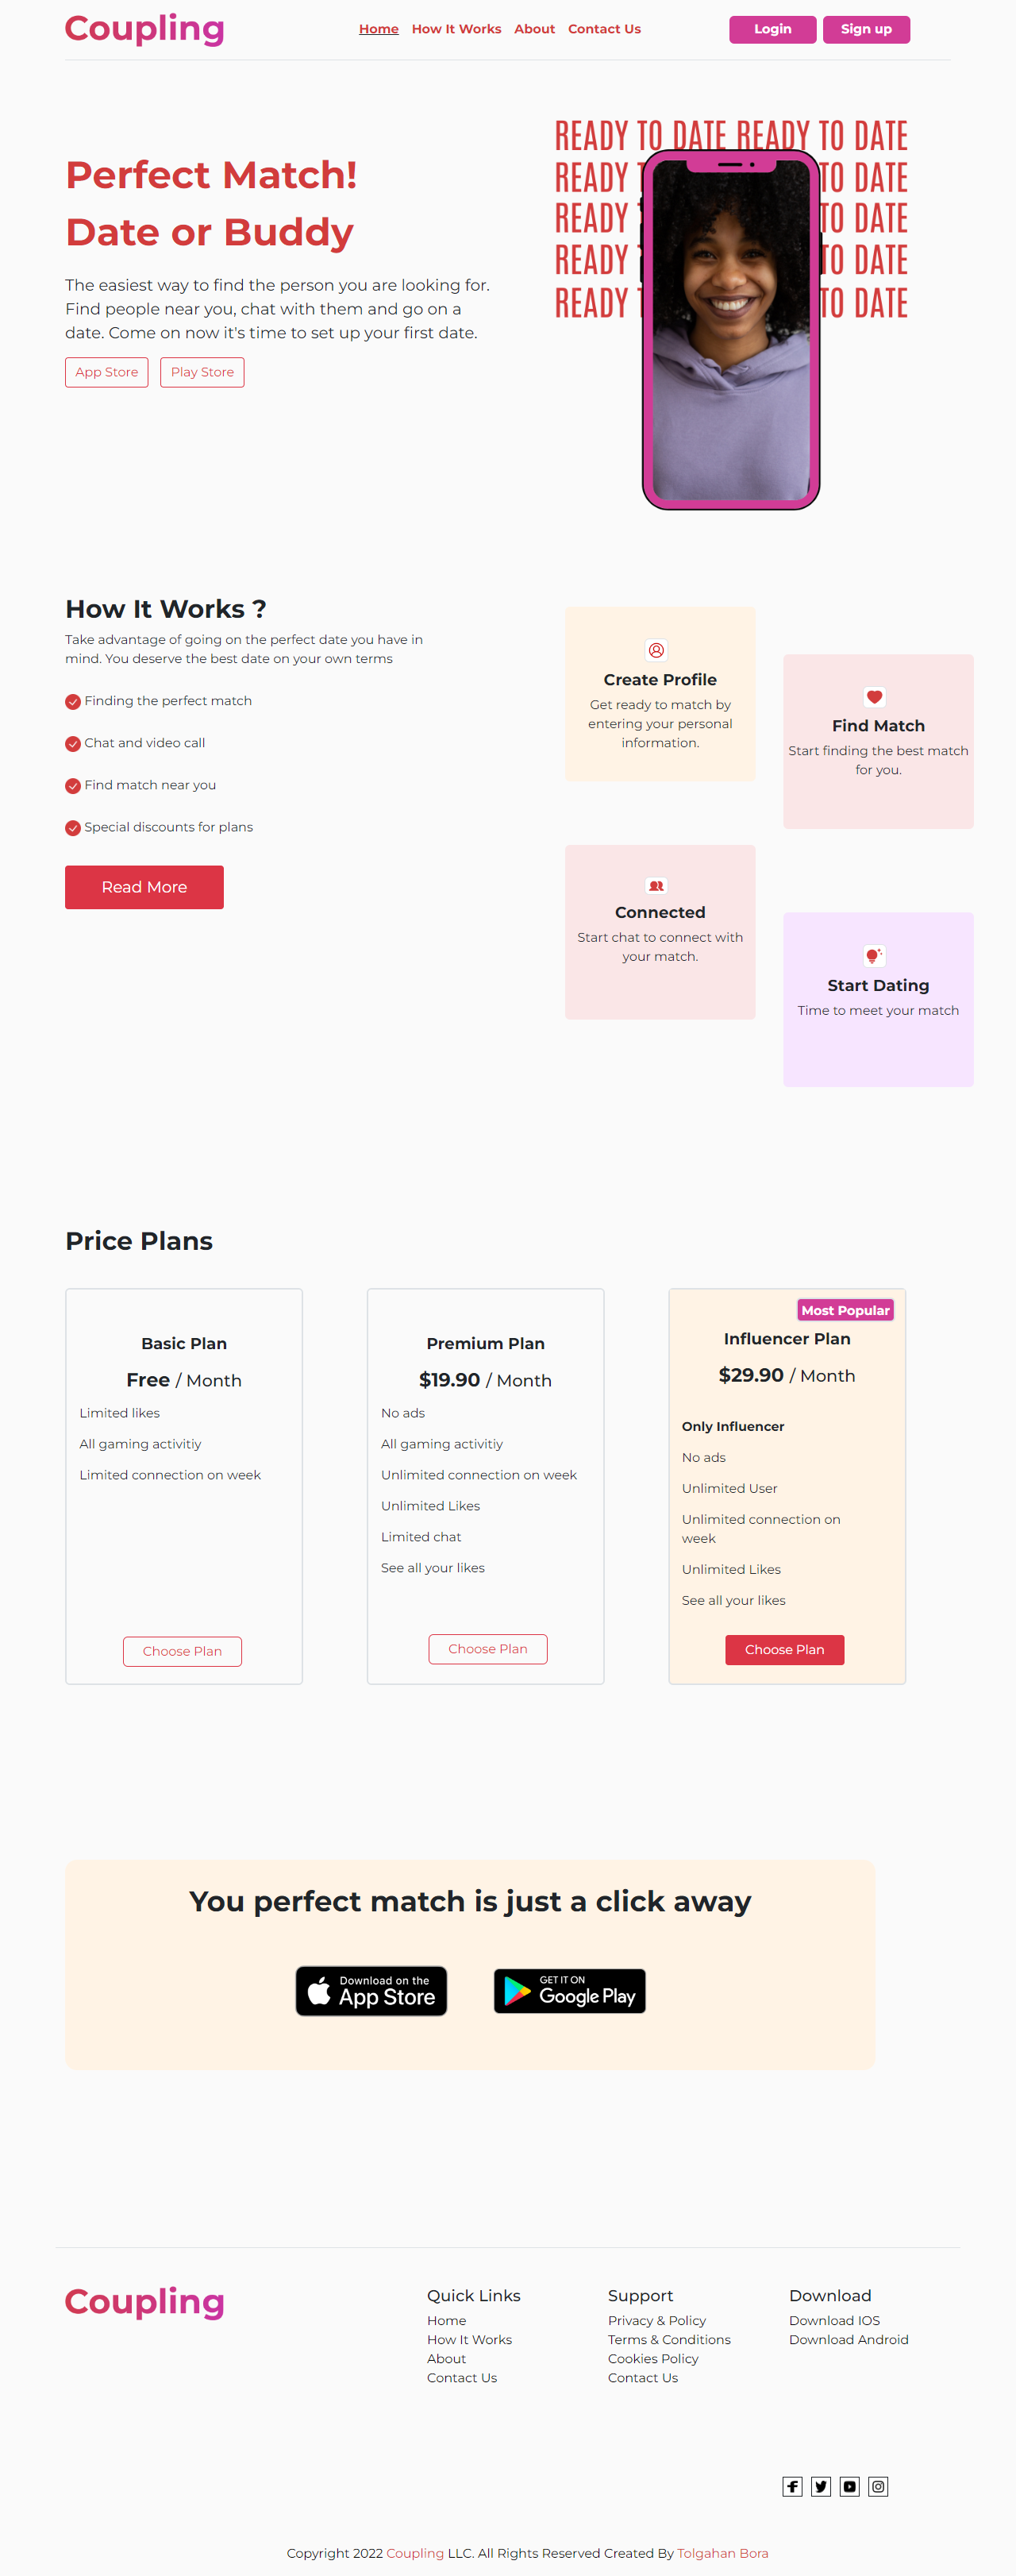 Coupling
Home
How It Works
About
Contact Us
Login
Sign up
Perfect Match!
Date or Buddy
The easiest way to find the person you are looking for.
Find people near you, chat with them and go on a
date. Come on now it's time to set up your first date.
App Store
Play Store
READY TO DATE READY TO DATE
READY T TO DATE
READY T TO DATE
READY T TO DATE
READY T TO DATE
How It Works ?
Take advantage of going on the perfect date you have in
mind. You deserve the best date on your own terms
Finding the perfect match
Chat and video call
Find match near you
Special discounts for plans
Read More
Create Profile
Get ready to match by
entering your personal
information.
Find Match
Start finding the best match
for you.
Connected
Start chat to connect with
your match.
Start Dating
Time to meet your match
Price Plans
Basic Plan
Free / Month
Limited likes
All gaming activitiy
Limited connection on week
Choose Plan
Premium Plan
$19.90 / Month
No ads
All gaming activitiy
Unlimited connection on week
Unlimited Likes
Limited chat
See all your likes
Choose Plan
Most Popular
Influencer Plan
$29.90 / Month
Only Influencer
No ads
Unlimited User
Unlimited connection on
week
Unlimited Likes
See all your likes
Choose Plan
You perfect match is just a click away
Download on the
App Store
GET IT ON
Google Play
Coupling
Quick Links
Home
How It Works
About
Contact Us
Support
Privacy & Policy
Terms & Conditions
Cookies Policy
Contact Us
Download
Download IOS
Download Android
Copyright 2022 Coupling LLC. All Rights Reserved Created By Tolgahan Bora